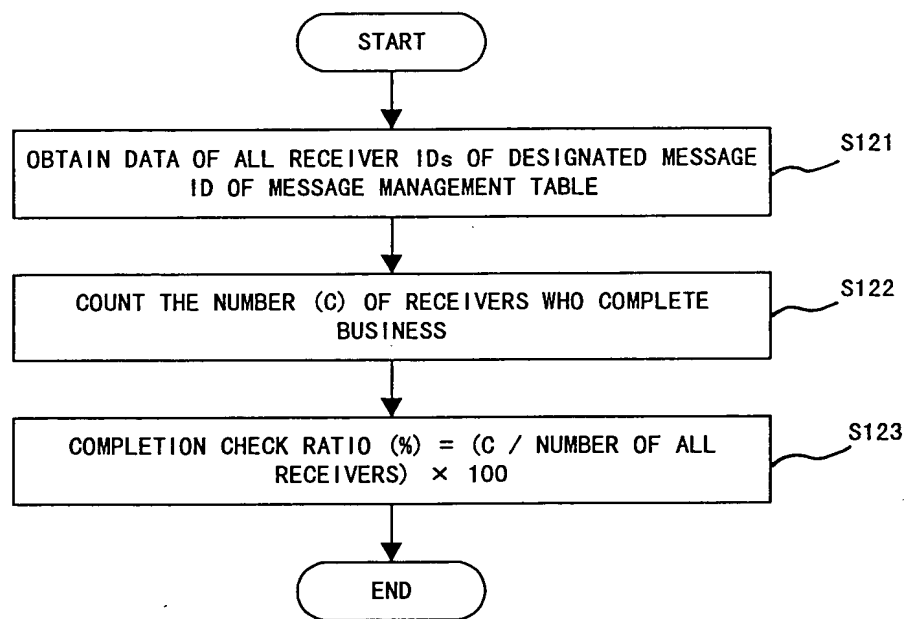 START
OBTAIN DATA OF ALL RECEIVER IDs OF DESIGNATED MESSAGE
ID OF MESSAGE MANAGEMENT TABLE
S121
COUNT THE NUMBER (C) OF RECEIVERS WHO COMPLETE
BUSINESS
S122
COMPLETION CHECK RATIO (%) = (C / NUMBER OF ALL
RECEIVERS) × 100
S123
END